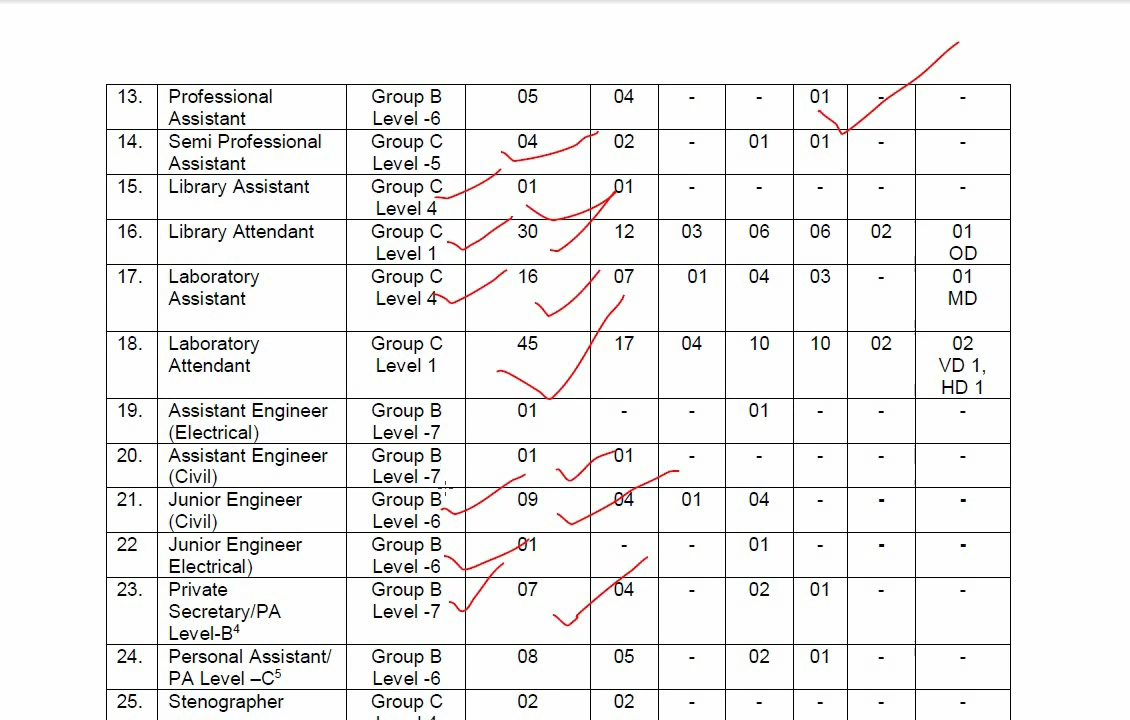 13. Professional Assistant Group B Level -6 05 04 - - 01 - -
14. Semi Professional Assistant Group C Level -5 04 02 - 01 01 - -
15. Library Assistant Group C Level 4 01 01 - - - - -
16. Library Attendant Group C Level 1 30 12 03 06 06 02 01 OD
17. Laboratory Assistant Group C Level 4 16 07 01 04 03 - 01 MD
18. Laboratory Attendant Group C Level 1 45 17 04 10 10 02 02 VD 1, HD 1
19. Assistant Engineer (Electrical) Group B Level -7 01 - - 01 - - -
20. Assistant Engineer (Civil) Group B Level -7 01 01 - - - - -
21. Junior Engineer (Civil) Group B Level -6 09 04 01 04 - - -
22 Junior Engineer Electrical) Group B Level -6 01 - - 01 - - -
23. Private Secretary/PA Level-B⁴ Group B Level -7 07 04 - 02 01 - -
24. Personal Assistant/ PA Level –C⁵ Group B Level -6 08 05 - 02 01 - -
25. Stenographer Group C 02 02 - - - - -